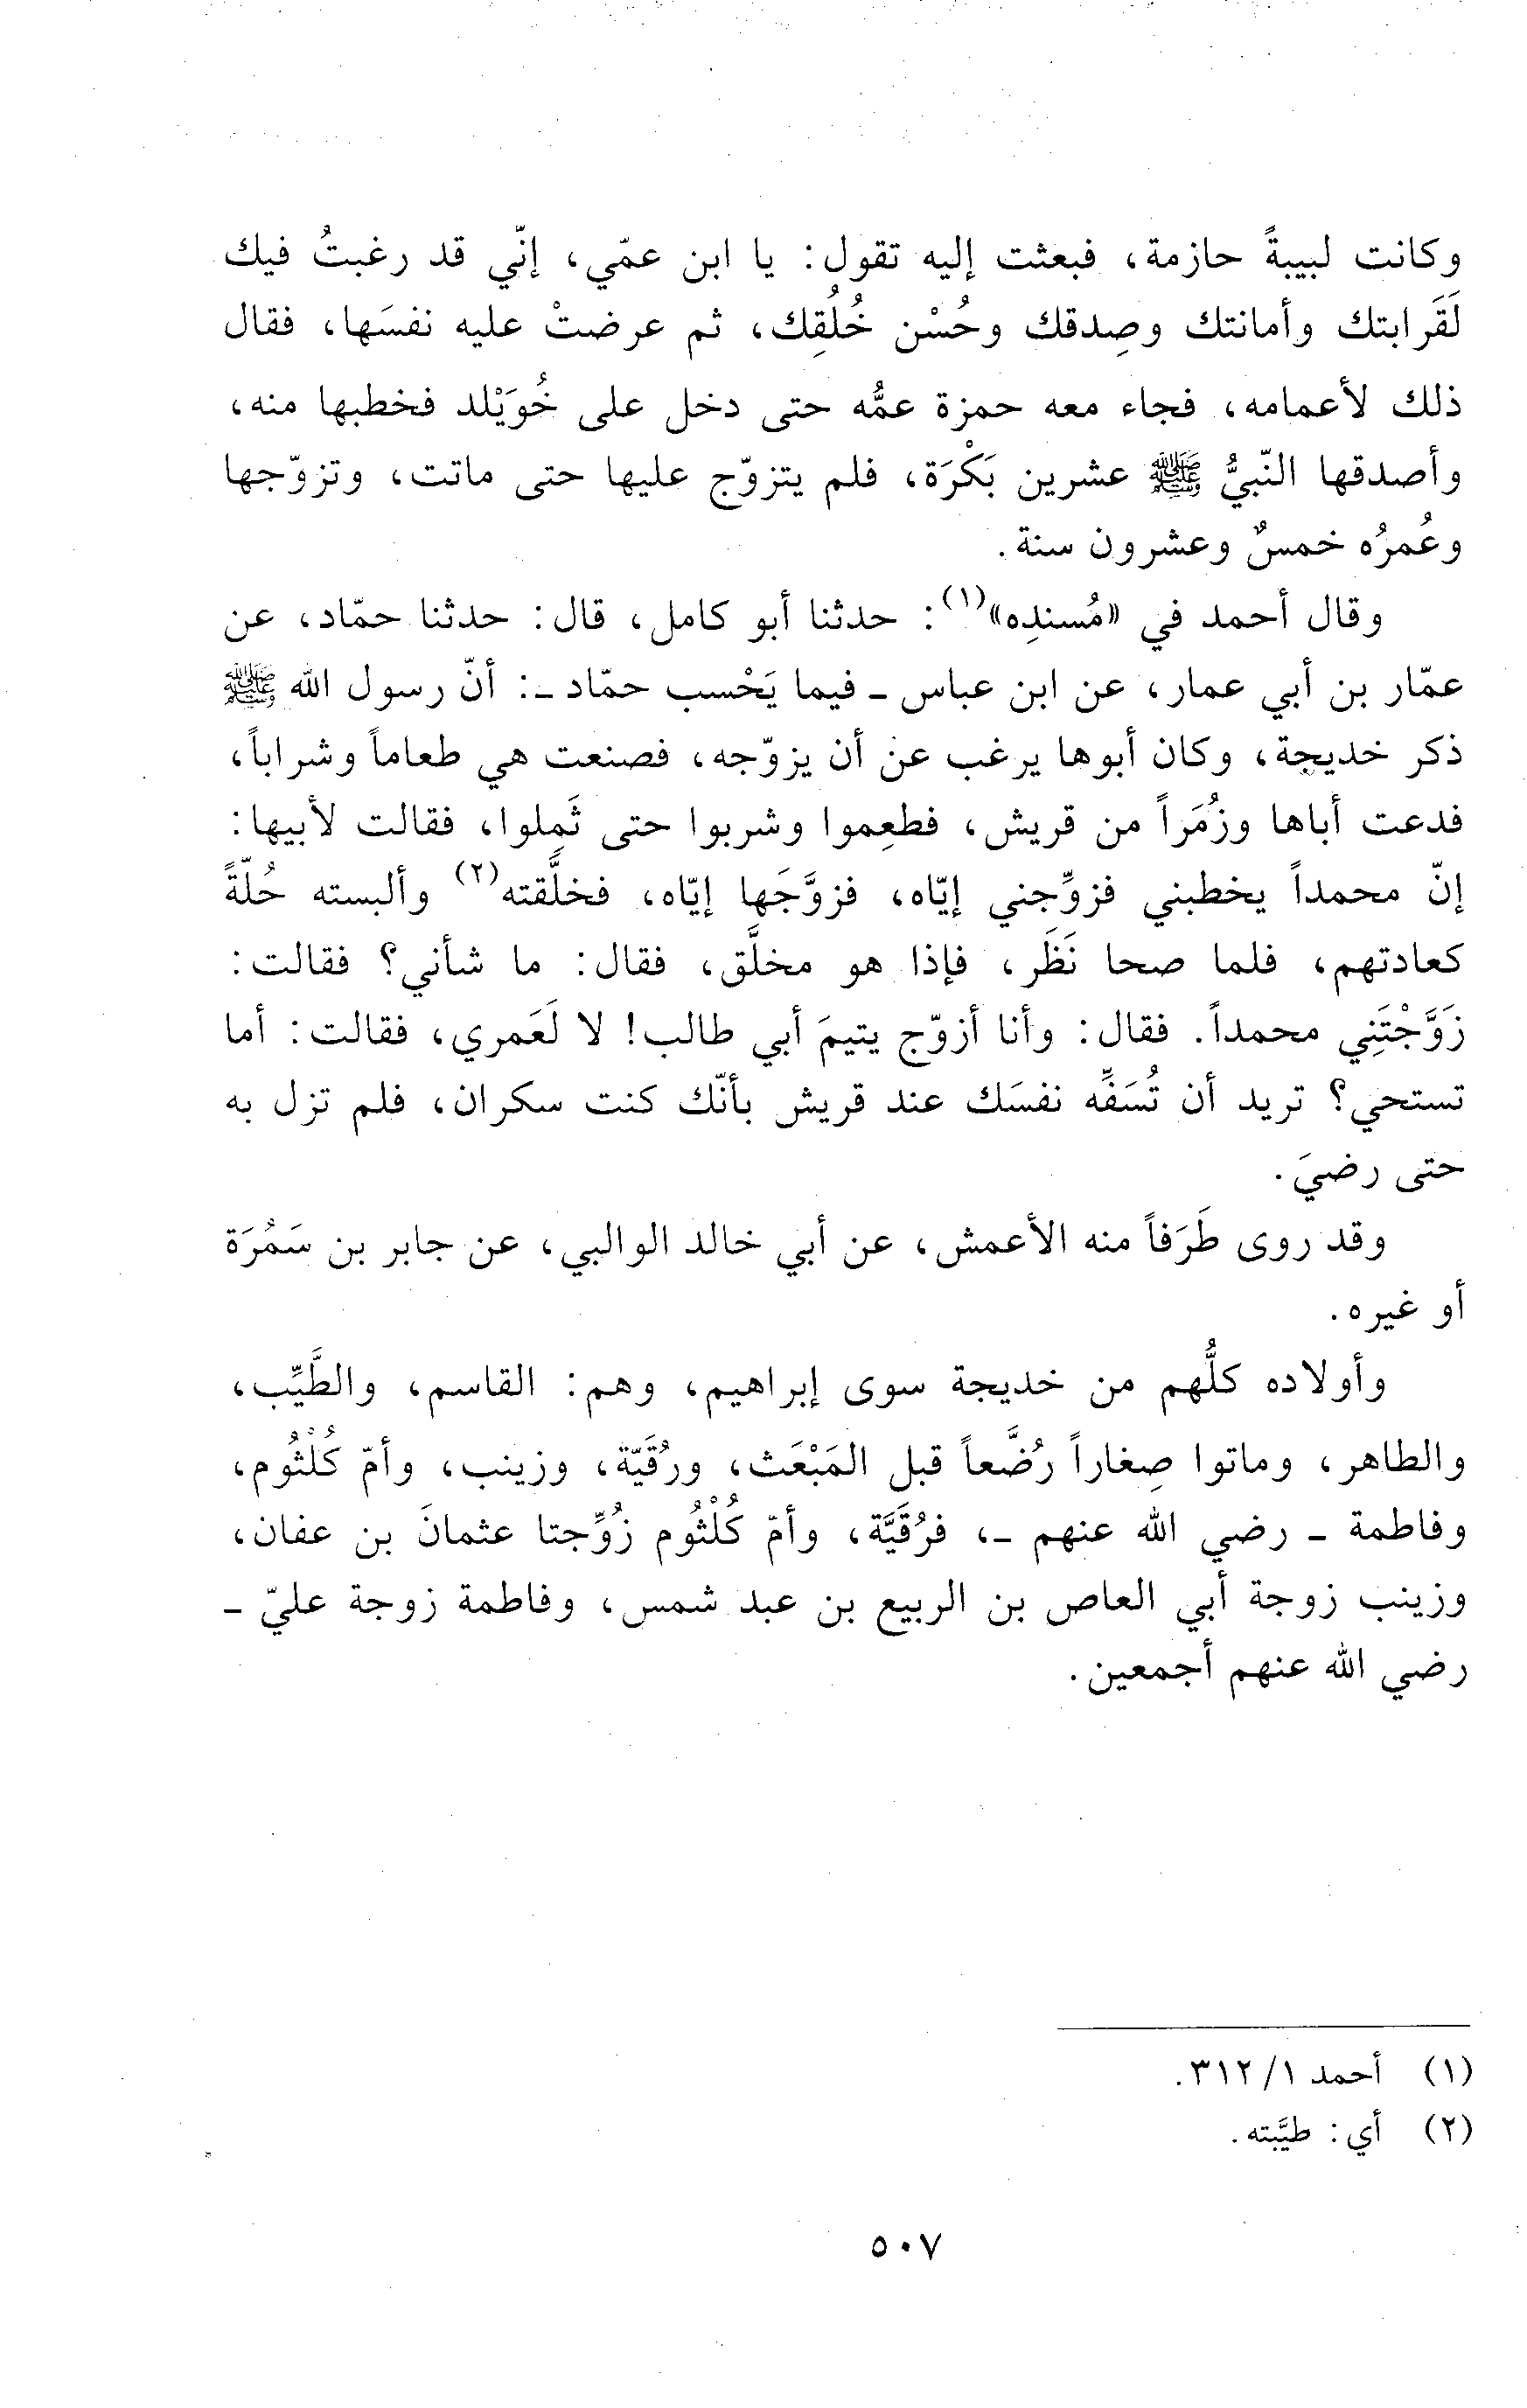 وكانت لبيبةً حازمة، فبعثت إليه تقول: يا ابن عمّي، إنّي قد رغبتُ فيك
لَقَرابتك وأمانتك وصِدقك وحُسْن خُلُقِك، ثم عرضتْ عليه نفسَها، فقال
ذلك لأعمامه، فجاء معه حمزة عمُّه حتى دخل على خُوَيْلد فخطبها منه،
وأصدقها النّبيُّ ﷺ عشرين بَكْرَة، فلم يتزوّج عليها حتى ماتت، وتزوّجها
وعُمرُه خمسٌ وعشرون سنة.
وقال أحمد في «مُسندِه»(١): حدثنا أبو كامل، قال: حدثنا حمّاد، عن
عمّار بن أبي عمار، عن ابن عباس ـ فيما يَحْسب حمّاد ـ: أنّ رسول الله ﷺ
ذكر خديجة، وكان أبوها يرغب عن أن يزوّجه، فصنعت هي طعاماً وشراباً،
فدعت أباها وزُمَراً من قريش، فطعِموا وشربوا حتى ثَمِلوا، فقالت لأبيها:
إنّ محمداً يخطبني فزوِّجني إيّاه، فزوَّجَها إيّاه، فخلَّقته(٢) وألبسته حُلّةً
كعادتهم، فلما صحا نَظَر، فإذا هو مخلَّق، فقال: ما شأني؟ فقالت:
زَوَّجْتَنِي محمداً. فقال: وأنا أزوّج يتيمَ أبي طالب! لا لَعَمري، فقالت: أما
تستحي؟ تريد أن تُسَفِّه نفسَك عند قريش بأنّك كنت سكران، فلم تزل به
حتى رضيَ.
وقد روى طَرَفاً منه الأعمش، عن أبي خالد الوالبي، عن جابر بن سَمُرَة
أو غيره.
وأولاده كلُّهم من خديجة سوى إبراهيم، وهم: القاسم، والطَّيِّب،
والطاهر، وماتوا صِغاراً رُضَّعاً قبل المَبْعَث، ورُقَيّة، وزينب، وأمّ كُلْثُوم،
وفاطمة ـ رضي الله عنهم ـ، فرُقَيَّة، وأمّ كُلْثُوم زُوِّجتا عثمانَ بن عفان،
وزينب زوجة أبي العاص بن الربيع بن عبد شمس، وفاطمة زوجة عليّ ـ
رضي الله عنهم أجمعين.
(١) أحمد ١/ ٣١٢.
(٢) أي: طيَّبته.
٥٠٧